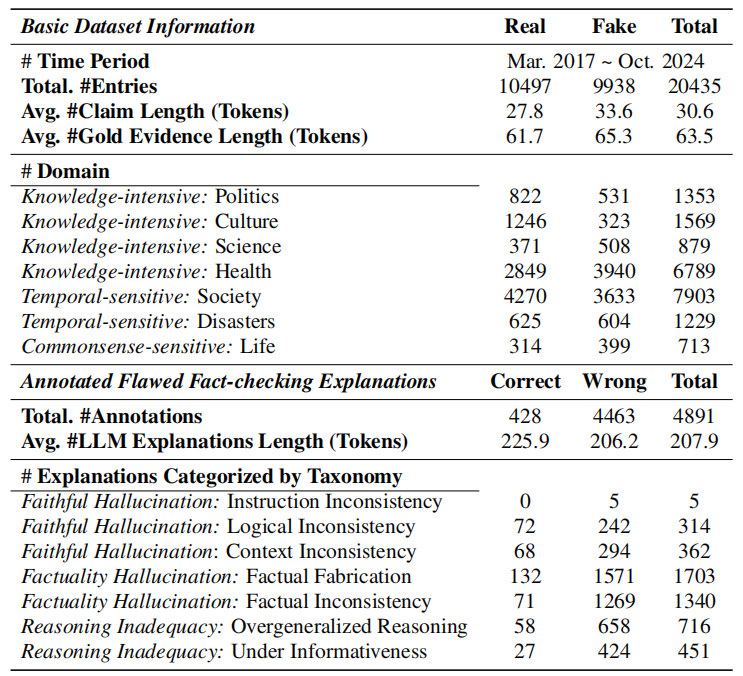 Basic Dataset Information Real Fake Total
# Time Period Mar. 2017 ~ Oct. 2024
Total. #Entries 10497 9938 20435
Avg. #Claim Length (Tokens) 27.8 33.6 30.6
Avg. #Gold Evidence Length (Tokens) 61.7 65.3 63.5
# Domain
Knowledge-intensive: Politics 822 531 1353
Knowledge-intensive: Culture 1246 323 1569
Knowledge-intensive: Science 371 508 879
Knowledge-intensive: Health 2849 3940 6789
Temporal-sensitive: Society 4270 3633 7903
Temporal-sensitive: Disasters 625 604 1229
Commonsense-sensitive: Life 314 399 713
Annotated Flawed Fact-checking Explanations Correct Wrong Total
Total. #Annotations 428 4463 4891
Avg. #LLM Explanations Length (Tokens) 225.9 206.2 207.9
# Explanations Categorized by Taxonomy
Faithful Hallucination: Instruction Inconsistency 0 5 5
Faithful Hallucination: Logical Inconsistency 72 242 314
Faithful Hallucination: Context Inconsistency 68 294 362
Factuality Hallucination: Factual Fabrication 132 1571 1703
Factuality Hallucination: Factual Inconsistency 71 1269 1340
Reasoning Inadequacy: Overgeneralized Reasoning 58 658 716
Reasoning Inadequacy: Under Informativeness 27 424 451